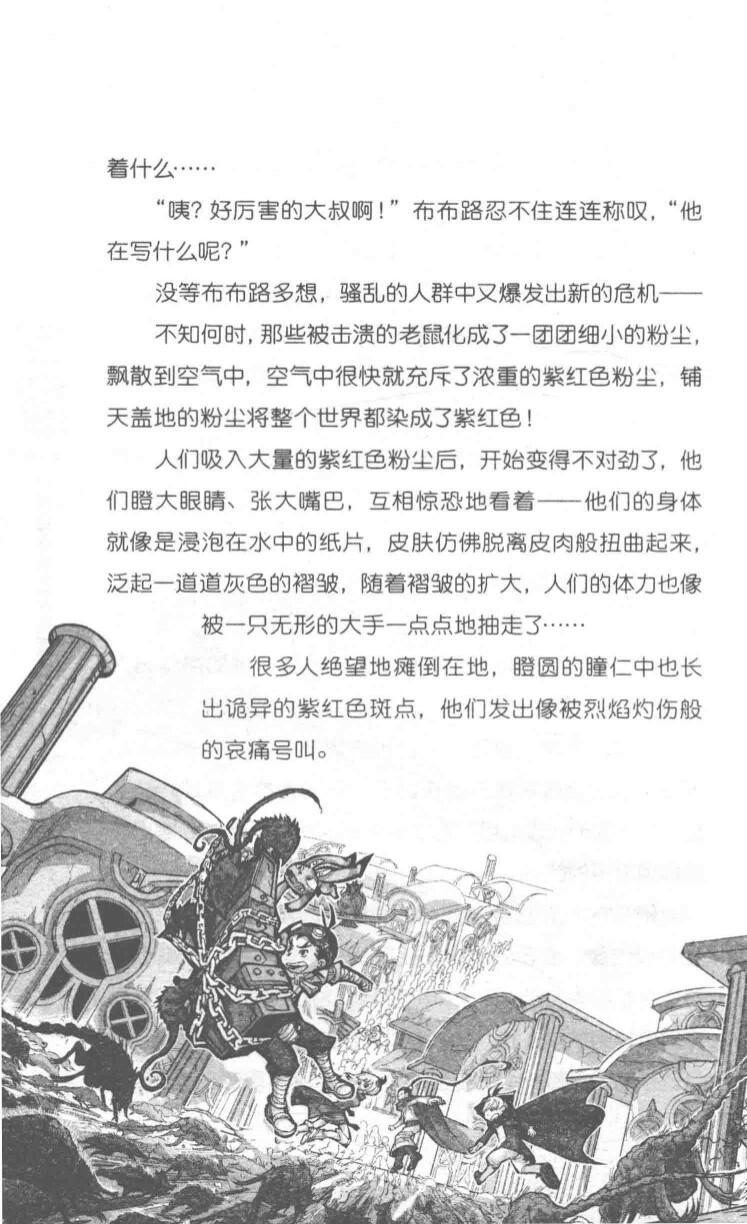 着什么……
“咦？好厉害的大叔啊！”布布路忍不住连连称叹，“他
在写什么呢？”
没等布布路多想，骚乱的人群中又爆发出新的危机——
不知何时，那些被击溃的老鼠化成了一团团细小的粉尘，
飘散到空气中，空气中很快就充斥了浓重的紫红色粉尘，铺
天盖地的粉尘将整个世界都染成了紫红色！
人们吸入大量的紫红色粉尘后，开始变得不对劲了，他
们瞪大眼睛、张大嘴巴，互相惊恐地看着——他们的身体
就像是浸泡在水中的纸片，皮肤仿佛脱离皮肉般扭曲起来，
泛起一道道灰色的褶皱，随着褶皱的扩大，人们的体力也像
被一只无形的大手一点点地抽走了……
很多人绝望地瘫倒在地，瞪圆的瞳仁中也长
出诡异的紫红色斑点，他们发出像被烈焰灼伤般
的哀痛号叫。